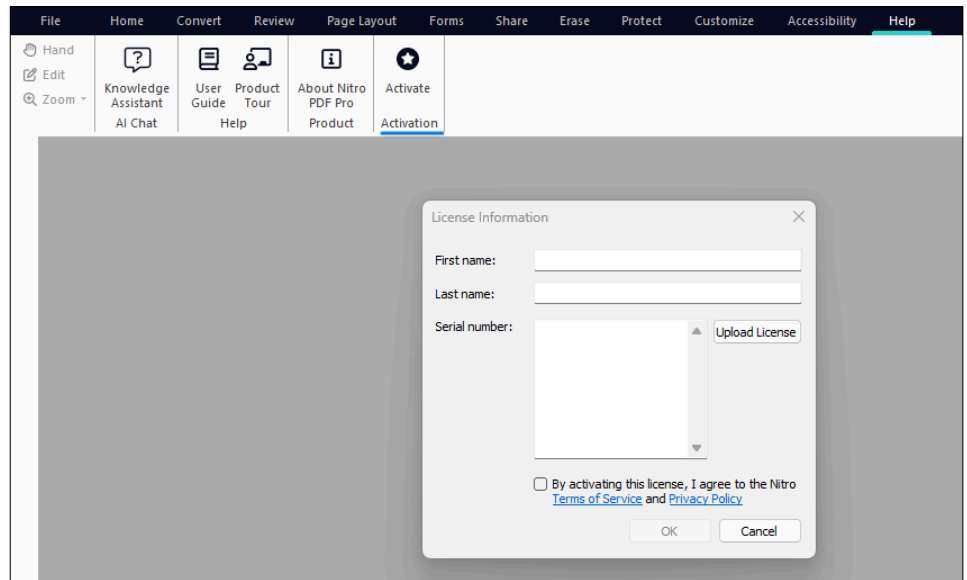 File Home Convert Review Page Layout Forms Share Erase Protect Customize Accessibility Help
Hand
Edit
Zoom
Knowledge
Assistant
AI Chat
User
Guide
Product
Tour
Help
About Nitro
PDF Pro
Product
Activate
Activation
License Information
First name:
Last name:
Serial number:
Upload License
By activating this license, I agree to the Nitro
Terms of Service and Privacy Policy
OK Cancel